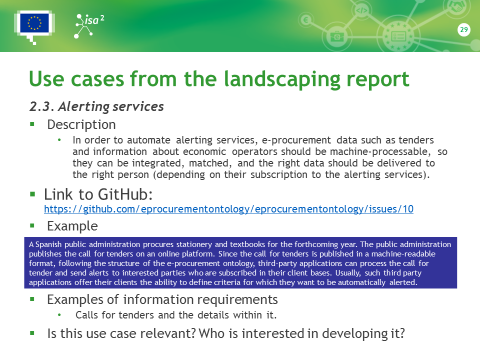 isa²
29
Use cases from the landscaping report
2.3. Alerting services
▪ Description
• In order to automate alerting services, e-procurement data such as tenders
and information about economic operators should be machine-processable, so
they can be integrated, matched, and the right data should be delivered to
the right person (depending on their subscription to the alerting services).
▪ Link to GitHub:
https://github.com/eprocurementontology/eprocurementontology/issues/10
▪ Example
A Spanish public administration procures stationery and textbooks for the forthcoming year. The public administration
publishes the call for tenders on an online platform. Since the call for tenders is published in a machine-readable
format, following the structure of the e-procurement ontology, third-party applications can process the call for
tender and send alerts to interested parties who are subscribed in their client bases. Usually, such third party
applications offer their clients the ability to define criteria for which they want to be automatically alerted.
▪ Examples of information requirements
• Calls for tenders and the details within it.
▪ Is this use case relevant? Who is interested in developing it?